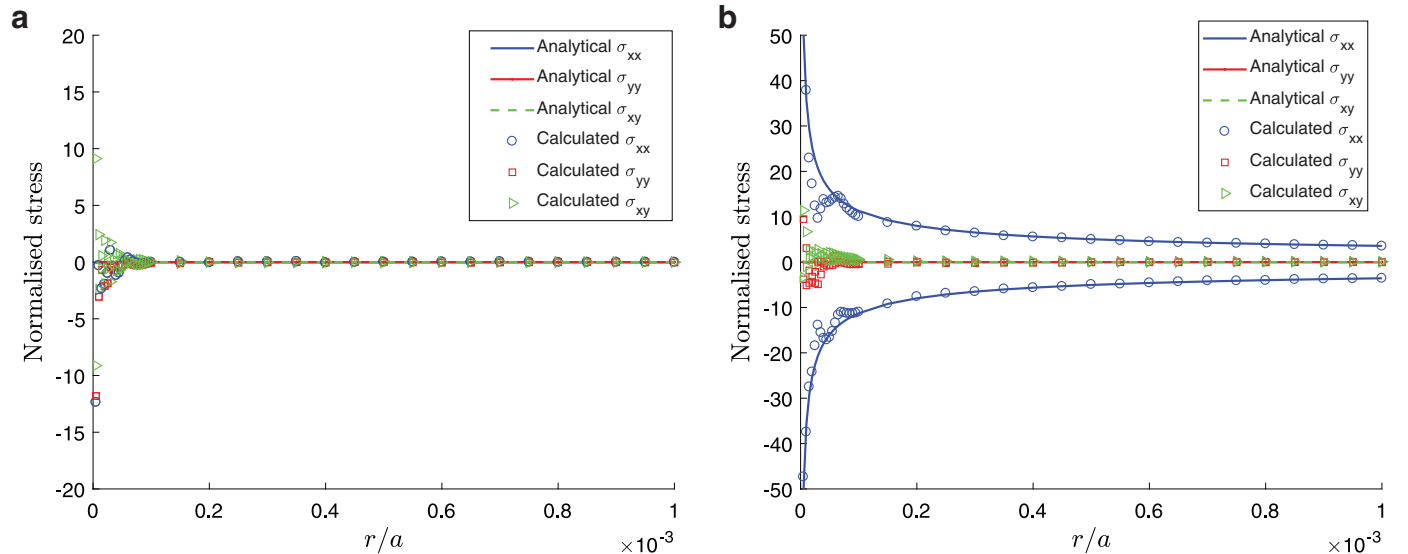 a
20
15
10
5
0
-5
-10
-15
-20
Normalised stress
Analytical σxx
Analytical σyy
Analytical σxy
Calculated σxx
Calculated σyy
Calculated σxy
0 0.2 0.4 0.6 0.8 1
r/a
×10-3
b
50
40
30
20
10
0
-10
-20
-30
-40
-50
Normalised stress
Analytical σxx
Analytical σyy
Analytical σxy
Calculated σxx
Calculated σyy
Calculated σxy
0 0.2 0.4 0.6 0.8 1
r/a
×10-3